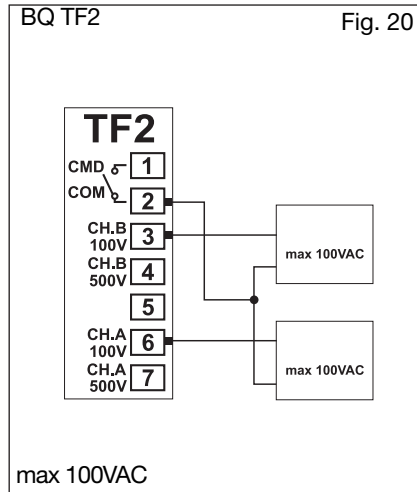 BQ TF2
Fig. 20
TF2
CMD 1
COM 2
CH.B
100V 3
CH.B
500V 4
5
CH.A
100V 6
CH.A
500V 7
max 100VAC
max 100VAC
max 100VAC